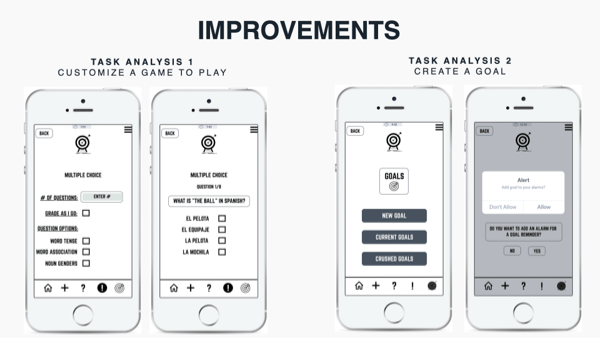 IMPROVEMENTS
TASK ANALYSIS 1
CUSTOMIZE A GAME TO PLAY
TASK ANALYSIS 2
CREATE A GOAL
BACK
MULTIPLE CHOICE
# OF QUESTIONS:
ENTER #
GRADE AS I GO:
QUESTION OPTIONS:
WORD TENSE
WORD ASSOCIATION
NOUN GENDERS
BACK
MULTIPLE CHOICE
QUESTION 1/8
WHAT IS "THE BALL" IN SPANISH?
EL PELOTA
EL EQUIPAJE
LA PELOTA
LA MOCHILA
BACK
GOALS
NEW GOAL
CURRENT GOALS
CRUSHED GOALS
BACK
Alert
Add goal to your alarms?
Don't Allow
Allow
DO YOU WANT TO ADD AN ALARM FOR
A GOAL REMINDER?
NO
YES